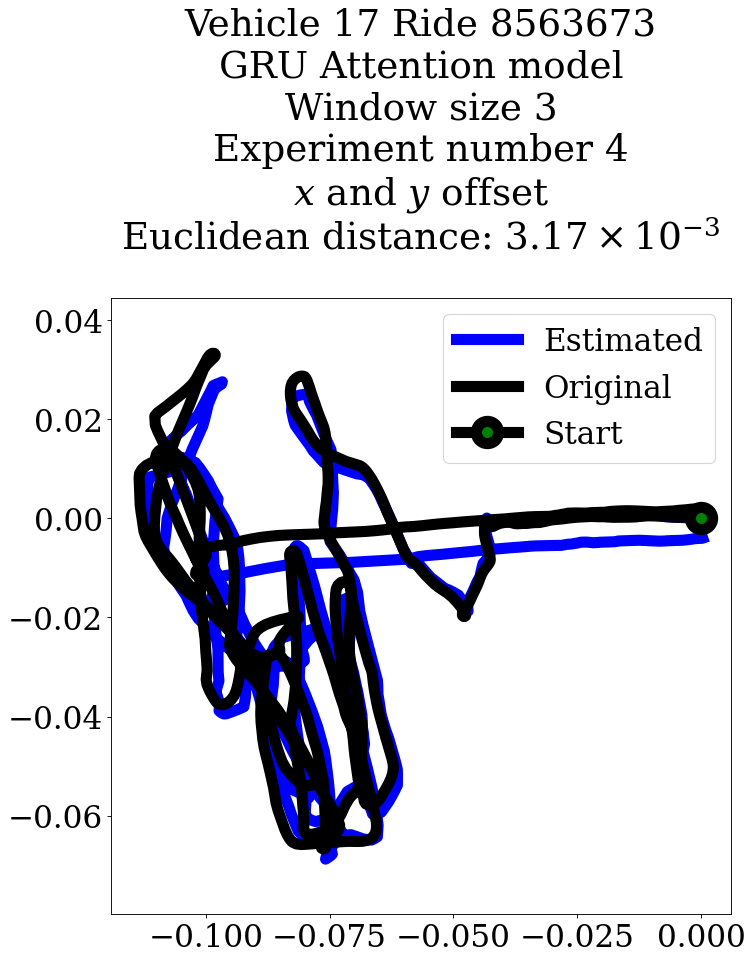 Vehicle 17 Ride 8563673
GRU Attention model
Window size 3
Experiment number 4
x and y offset
Euclidean distance: 3.17 × 10⁻³
Estimated
Original
Start
0.04
0.02
0.00
−0.02
−0.04
−0.06
−0.100 −0.075 −0.050 −0.025 0.000